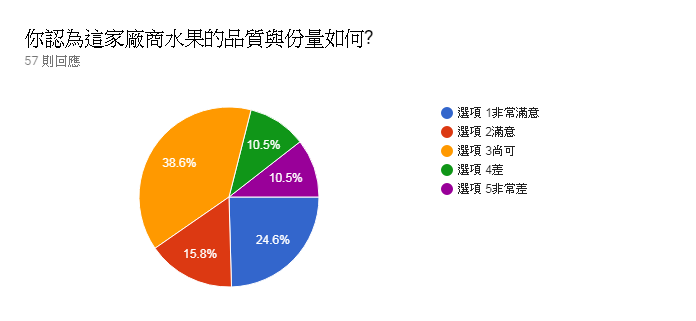 你認為這家廠商水果的品質與份量如何?
57 則回應
選項 1非常滿意
選項 2滿意
選項 3尚可
選項 4差
選項 5非常差
10.5%
38.6%
10.5%
24.6%
15.8%